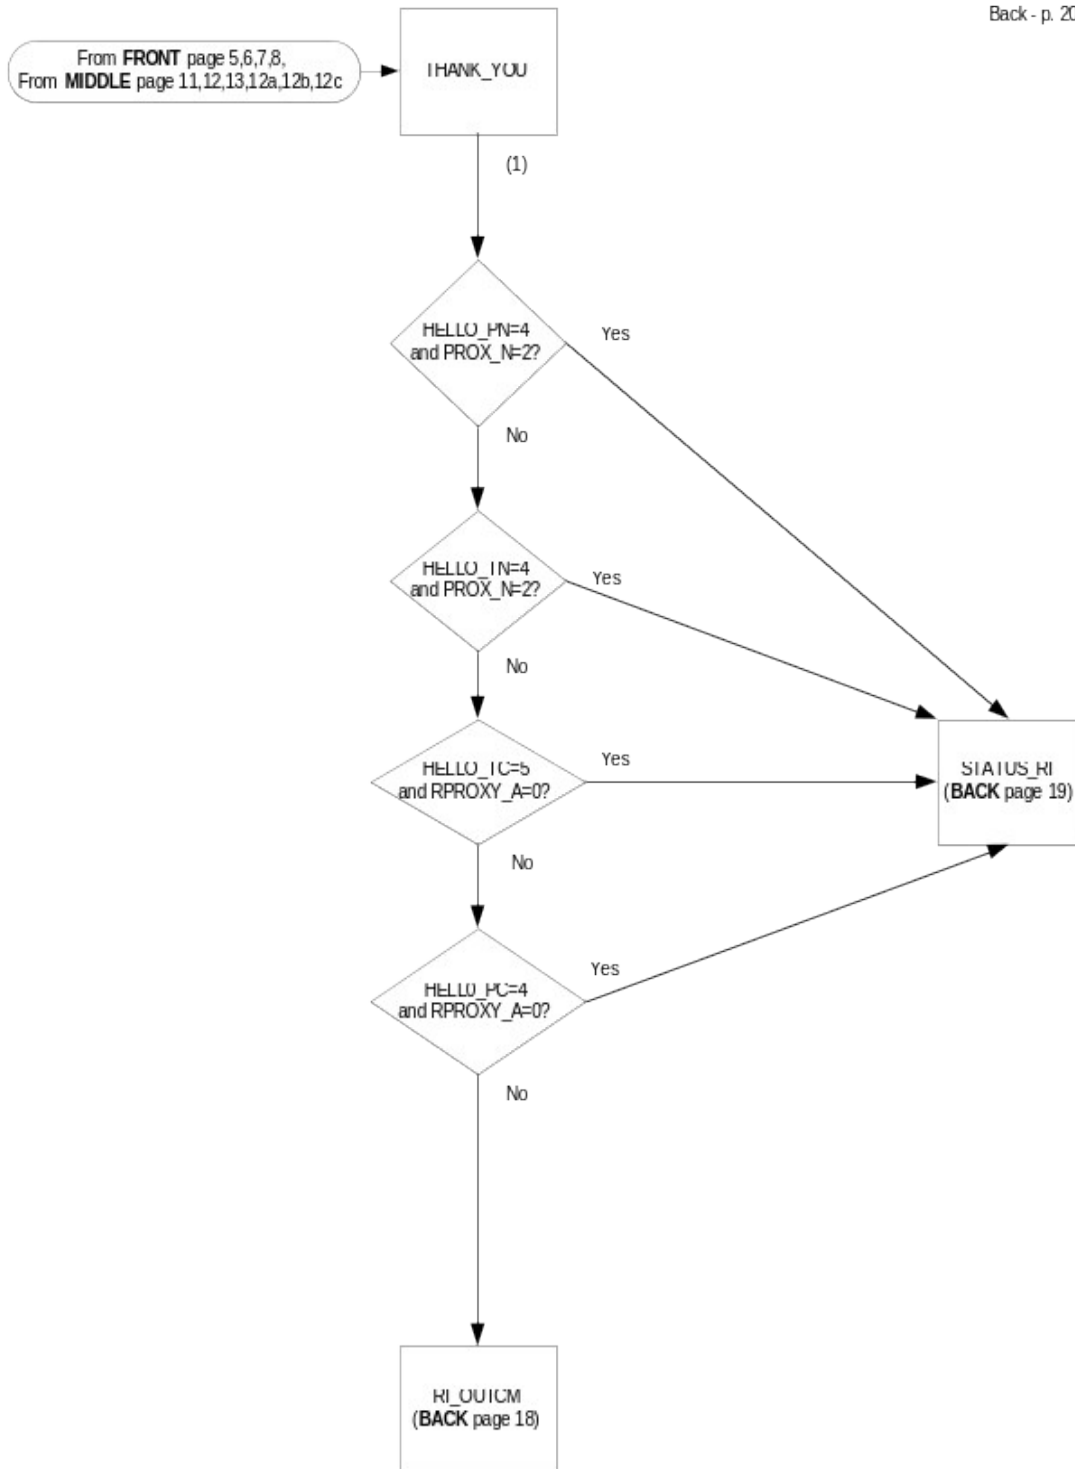 Back - p. 20
From FRONT page 5,6,7,8,
From MIDDLE page 11,12,13,12a,12b,12c
THANK_YOU
(1)
HELLO_PN=4
and PROX_N=2?
Yes
No
HELLO_TN=4
and PROX_N=2?
Yes
No
HELLO_TC=5
and RPROXY_A=0?
Yes
STATUS_RI
(BACK page 19)
No
HELL0_PC=4
and RPROXY_A=0?
Yes
No
RI_OUTCM
(BACK page 18)